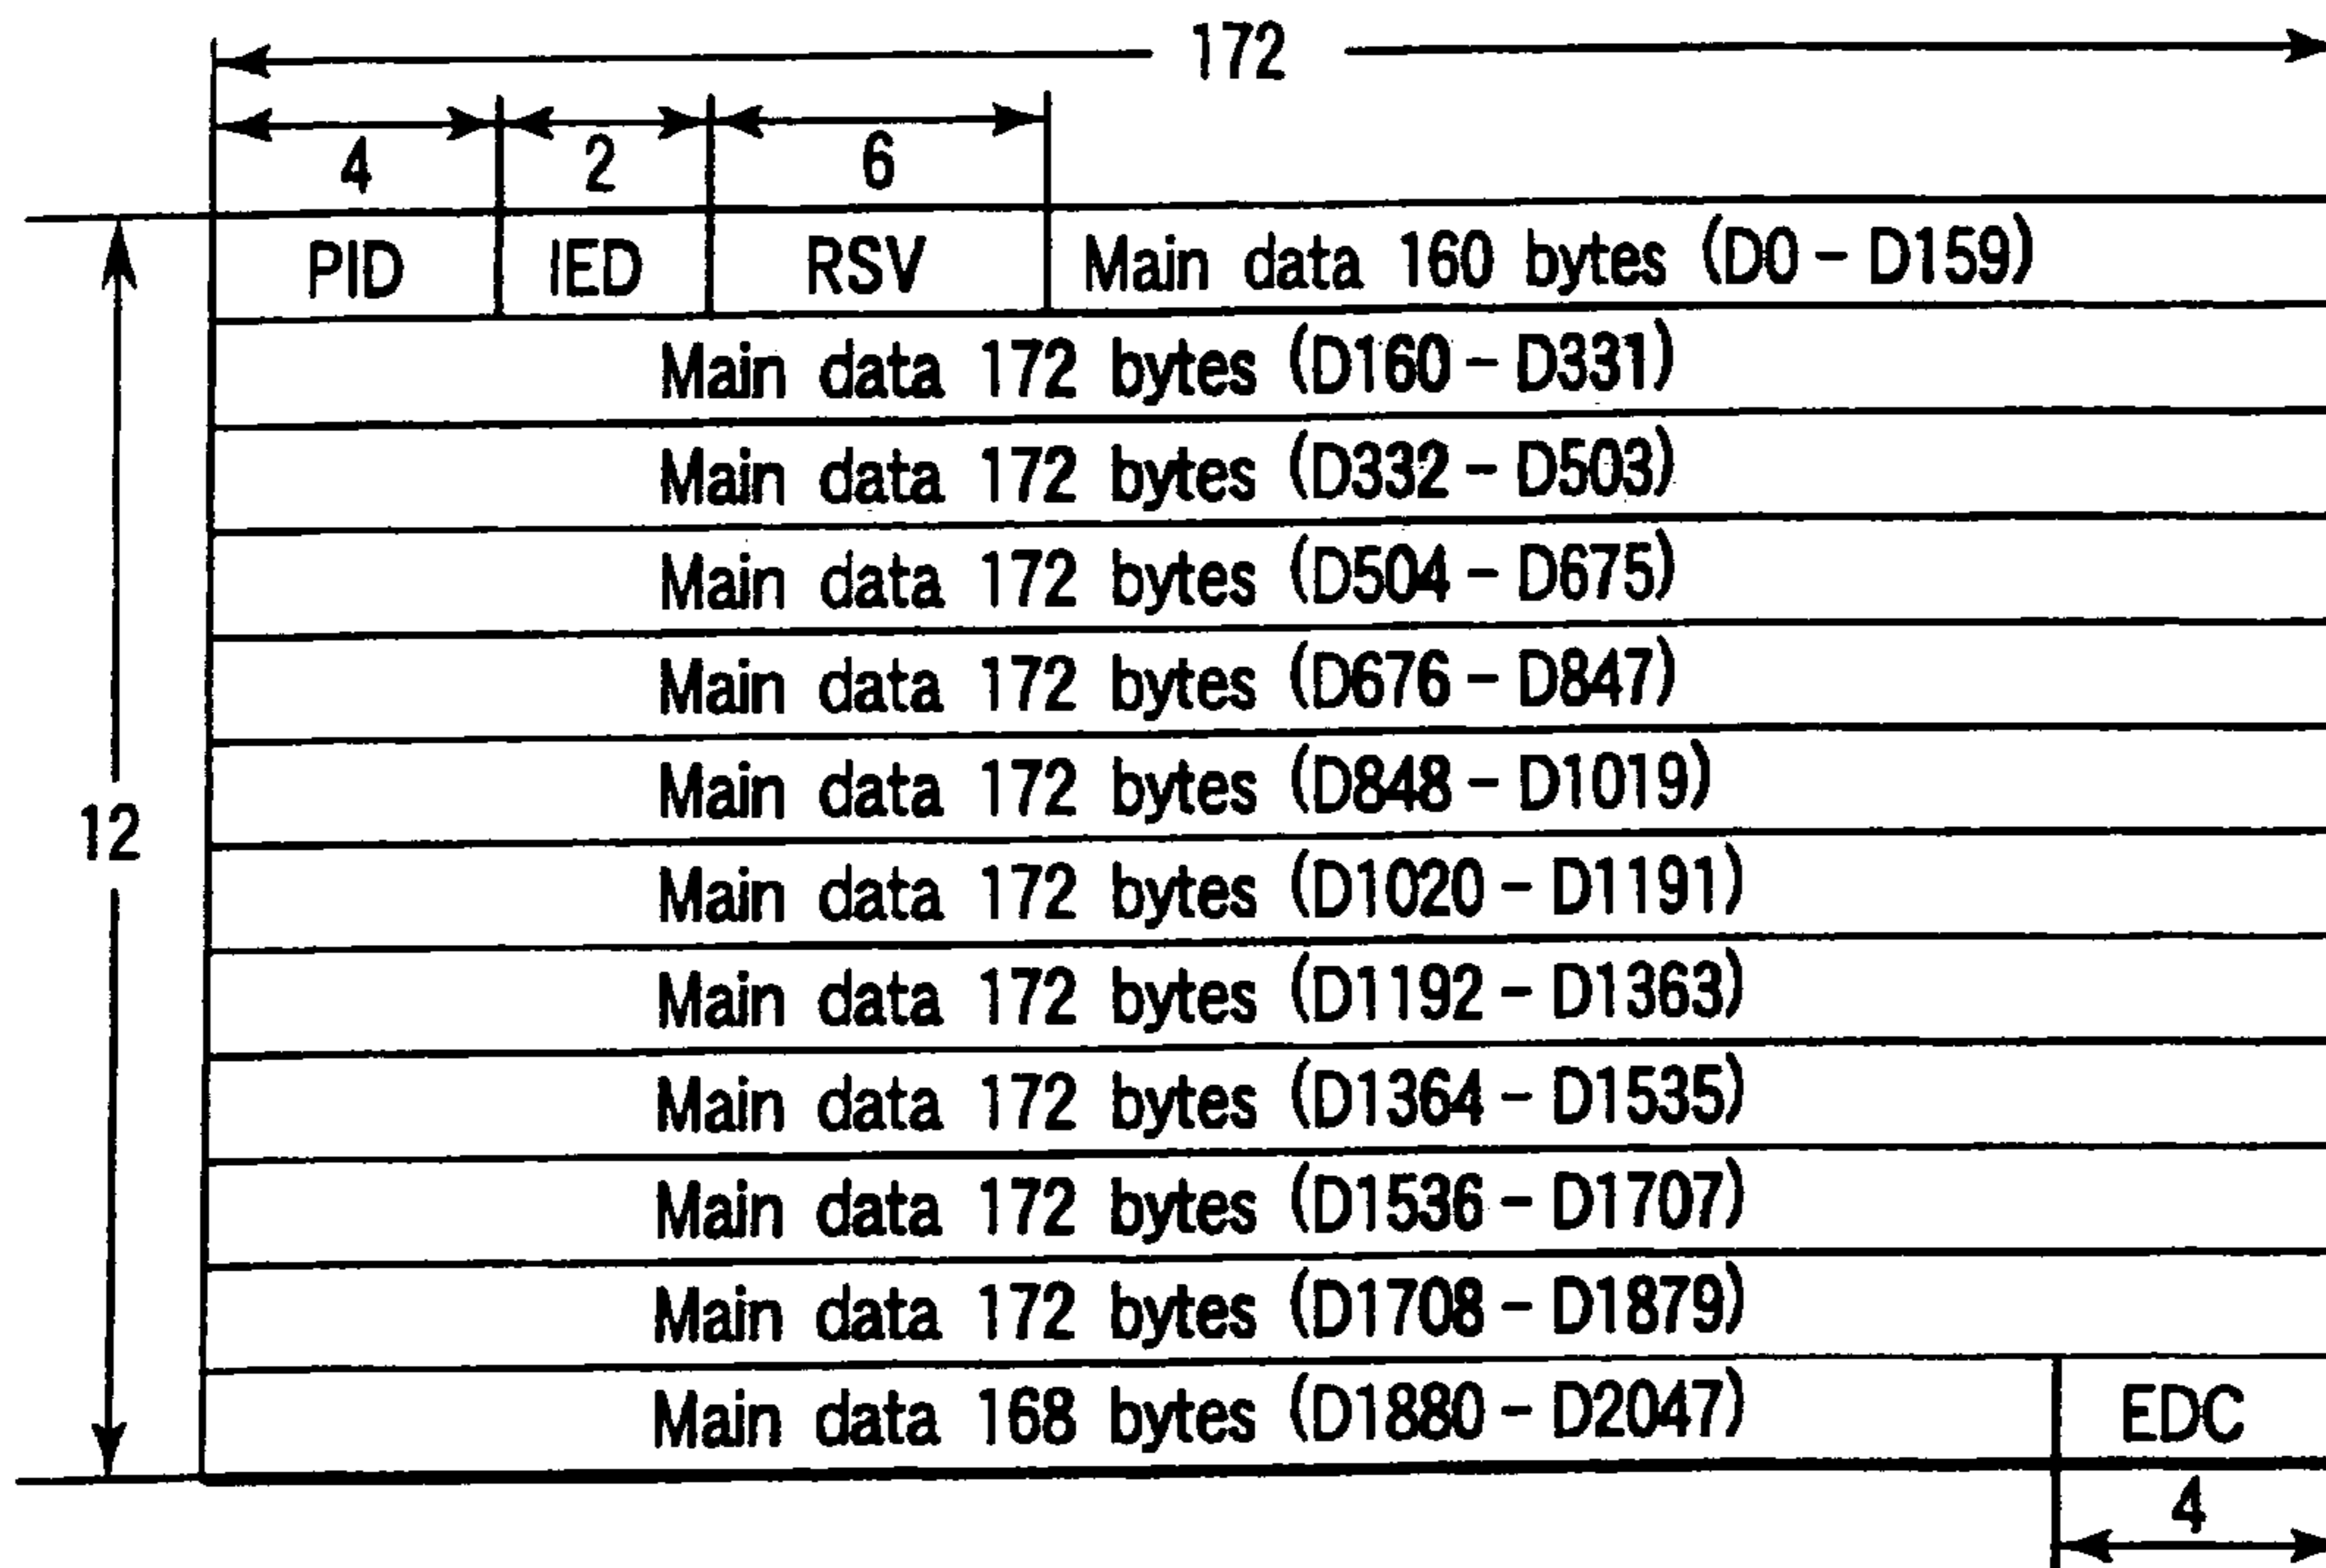 172
4 2 6
PID IED RSV Main data 160 bytes (D0 – D159)
Main data 172 bytes (D160 – D331)
Main data 172 bytes (D332 – D503)
Main data 172 bytes (D504 – D675)
Main data 172 bytes (D676 – D847)
Main data 172 bytes (D848 – D1019)
12
Main data 172 bytes (D1020 – D1191)
Main data 172 bytes (D1192 – D1363)
Main data 172 bytes (D1364 – D1535)
Main data 172 bytes (D1536 – D1707)
Main data 172 bytes (D1708 – D1879)
Main data 168 bytes (D1880 – D2047) EDC
4